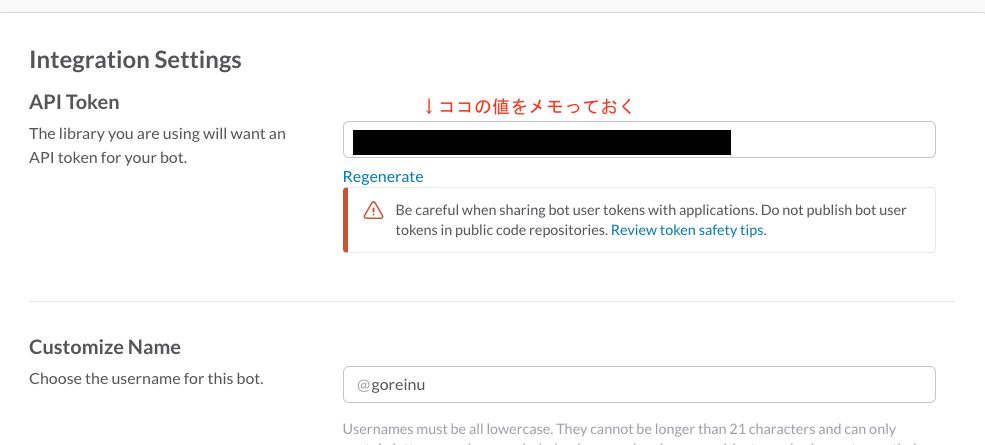 Integration Settings
API Token
The library you are using will want an
API token for your bot.
↓ココの値をメモっておく
Regenerate
Be careful when sharing bot user tokens with applications. Do not publish bot user
tokens in public code repositories. Review token safety tips.
Customize Name
Choose the username for this bot.
@goreinu
Usernames must be all lowercase. They cannot be longer than 21 characters and can only